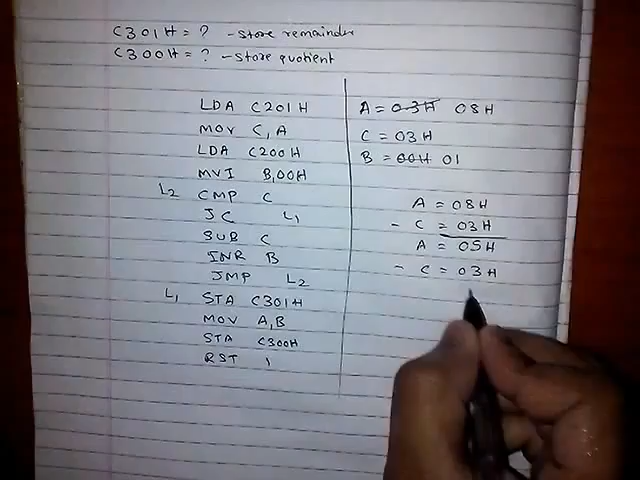 C301H = ? - store remainder
C300H = ? - store quotient
LDA C201H
MOV C, A
LDA C200H
MVI B,00H
L2 CMP C
JC L1
SUB C
INR B
JMP L2
L1 STA C301H
MOV A,B
STA C300H
RST 1
A = 03H 08H
C = 03H
B = 00H 01
A = 08H
- C = 03H
A = 05H
- C = 03H